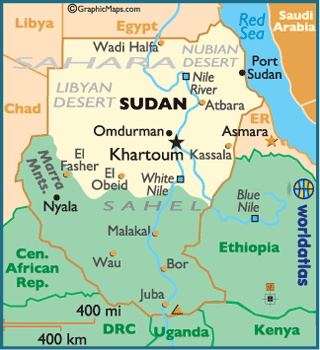 ©GraphicMaps.com
Libya
Egypt
Red
Sea
Saudi
Arabia
Wadi Halfa
NUBIAN
DESERT
SAHARA
Port
Sudan
LIBYAN
DESERT
Nile
River
Chad
SUDAN
Atbara
ER
Omdurman
Asmara
Khartoum
Kassala
Marra
Mnts.
El
Fasher
El
Obeid
White
Nile
Blue
Nile
Nyala
SAHEL
worldatlas
Malakal
Ethiopia
Cen.
African
Rep.
Wau
Bor
Juba
400 mi
400 km
DRC
Uganda
Kenya